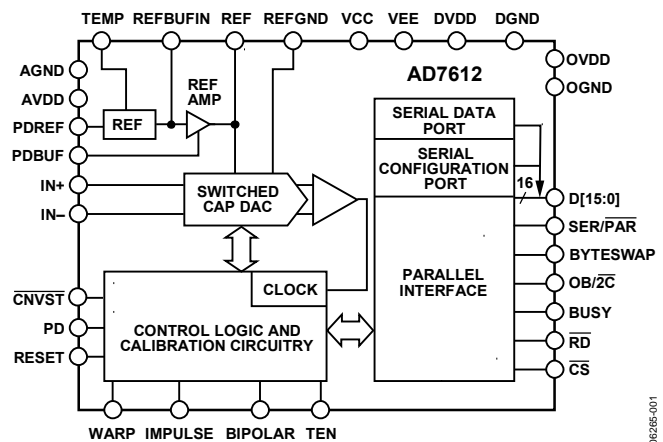 TEMP REFBUFIN REF REFGND VCC VEE DVDD DGND
AGND
AVDD
PDREF
PDBUF
IN+
IN–
CNVST
PD
RESET
REF
REF
AMP
SWITCHED
CAP DAC
CLOCK
CONTROL LOGIC AND
CALIBRATION CIRCUITRY
AD7612
SERIAL DATA
PORT
SERIAL
CONFIGURATION
PORT
16
PARALLEL
INTERFACE
OVDD
OGND
D[15:0]
SER/PAR
BYTESWAP
OB/2C
BUSY
RD
CS
WARP IMPULSE BIPOLAR TEN
06265-001